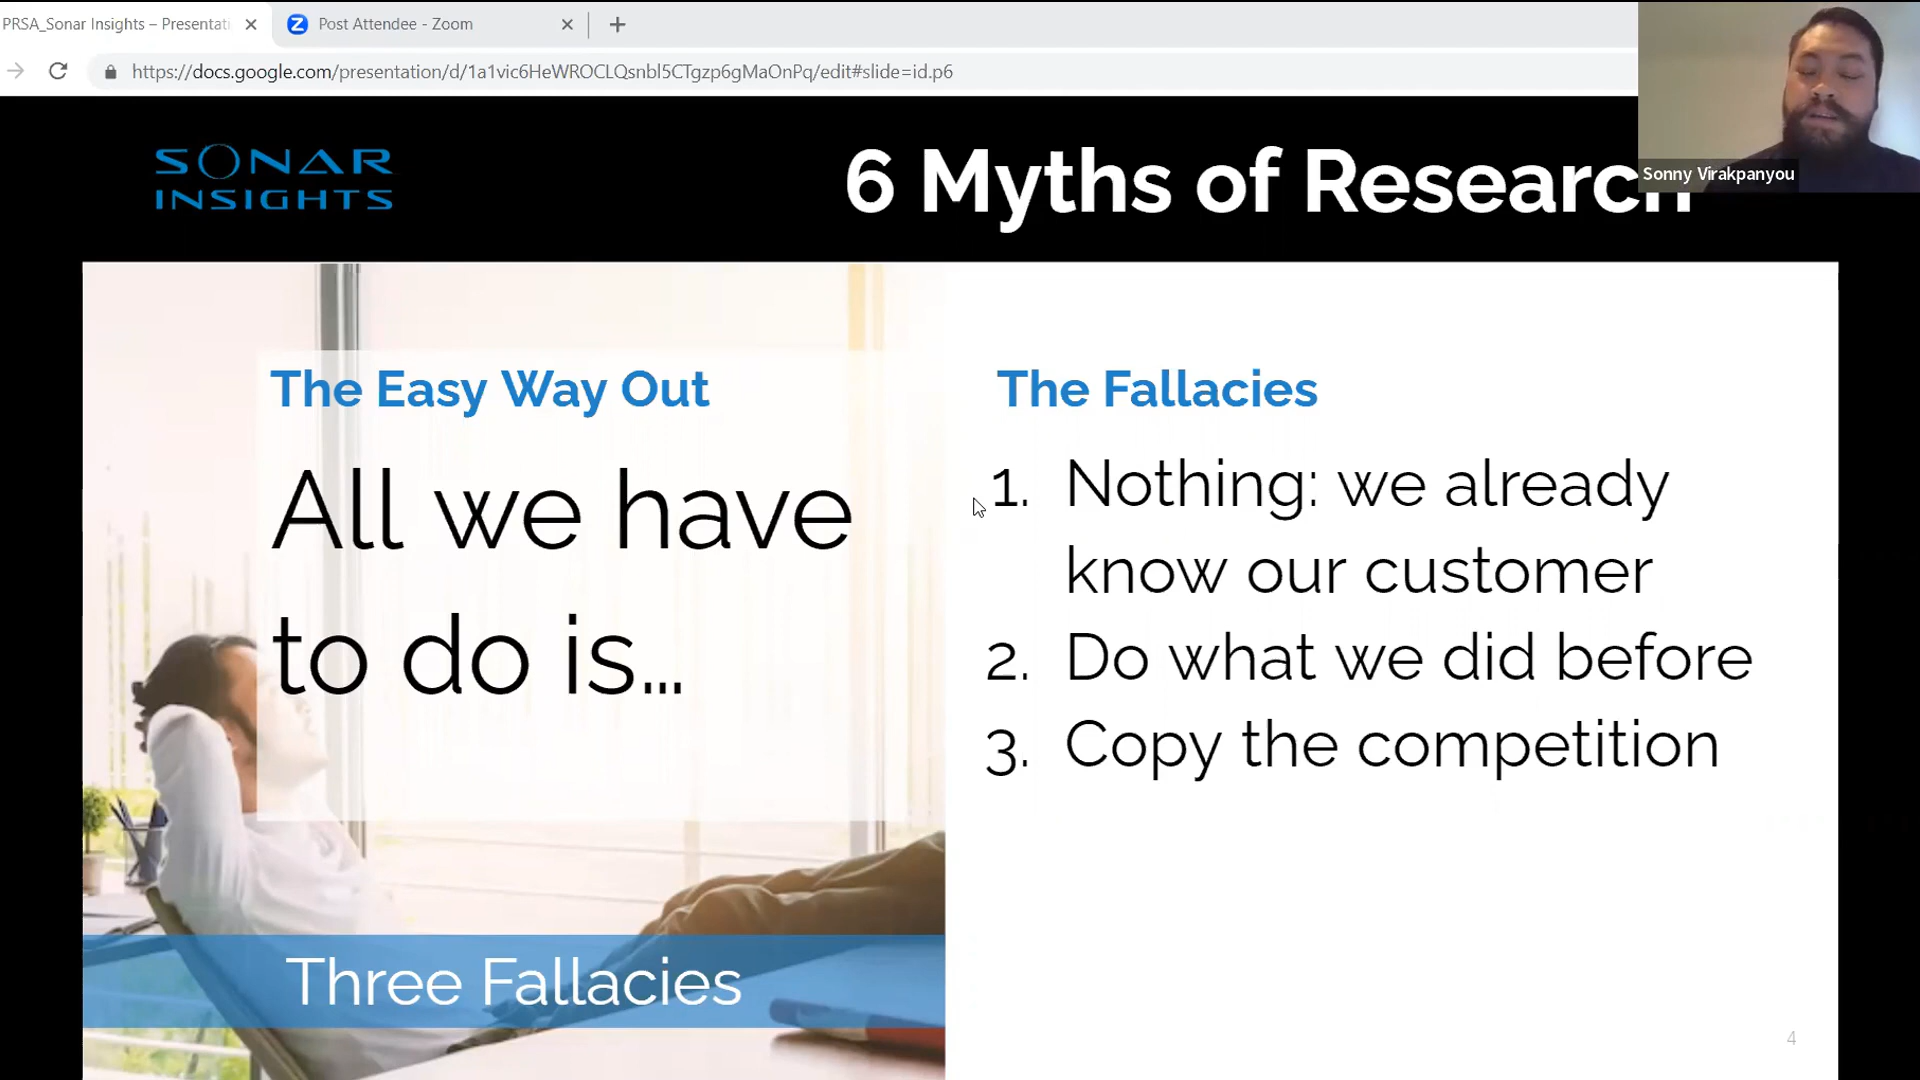 PRSA_Sonar Insights – Presentati
Post Attendee - Zoom
https://docs.google.com/presentation/d/1a1vic6HeWROCLQsnbl5CTgzp6gMaOnPq/edit#slide=id.p6
SONAR
INSIGHTS
6 Myths of Research
Sonny Virakpanyou
The Easy Way Out
All we have
to do is...
Three Fallacies
The Fallacies
1. Nothing: we already
know our customer
2. Do what we did before
3. Copy the competition
4